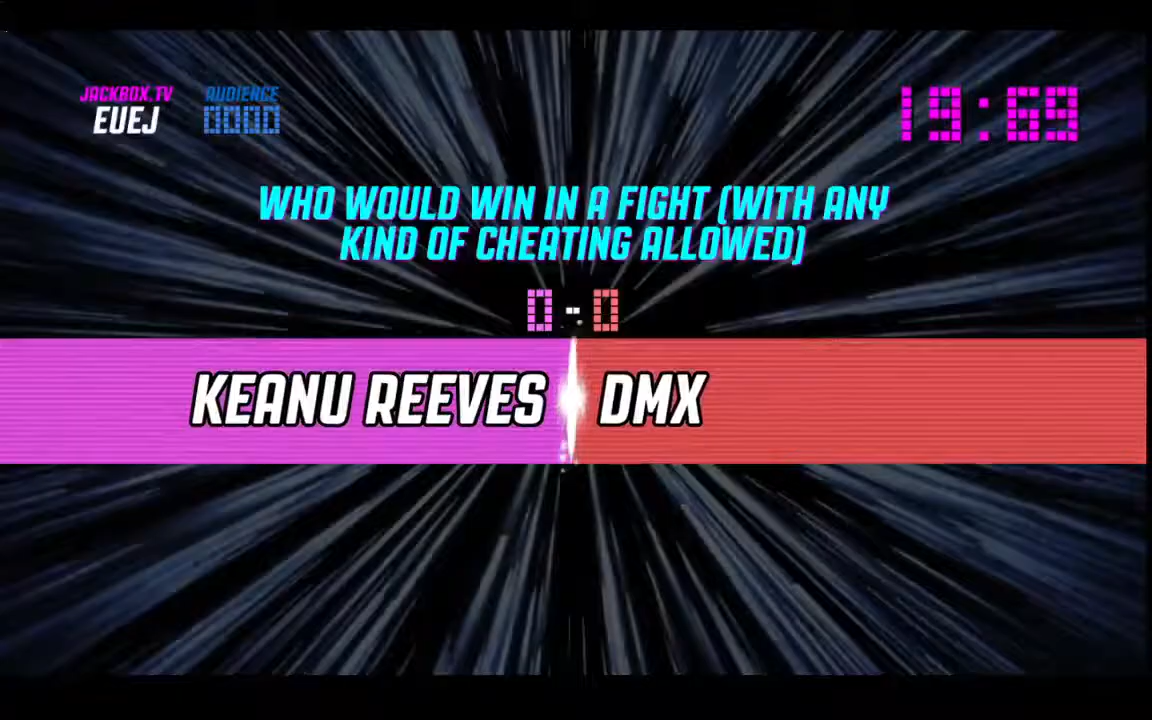 JACKBOX.TV
EUEJ
AUDIENCE
0000
19:69
WHO WOULD WIN IN A FIGHT (WITH ANY
KIND OF CHEATING ALLOWED)
0-0
KEANU REEVES
DMX